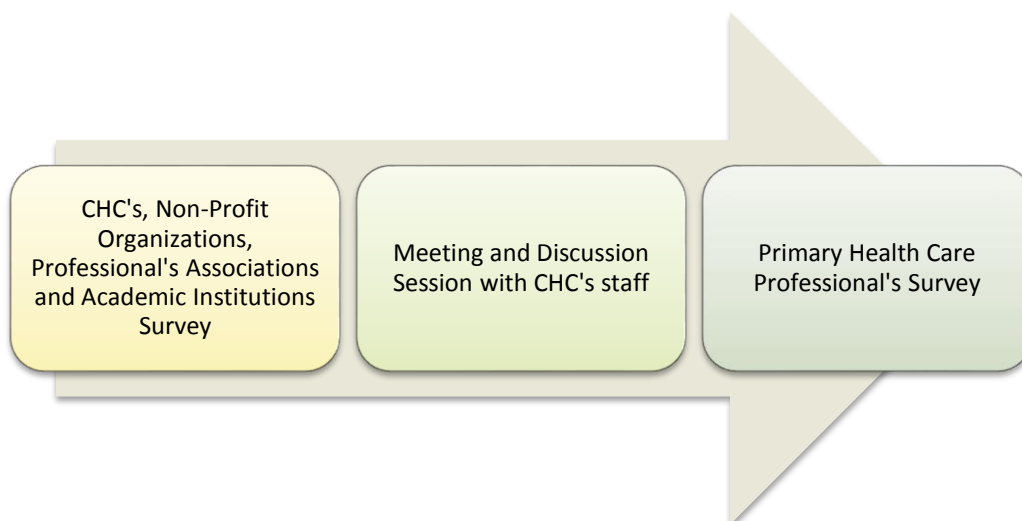 CHC's, Non-Profit
Organizations,
Professional's Associations
and Academic Institutions
Survey
Meeting and Discussion
Session with CHC's staff
Primary Health Care
Professional's Survey